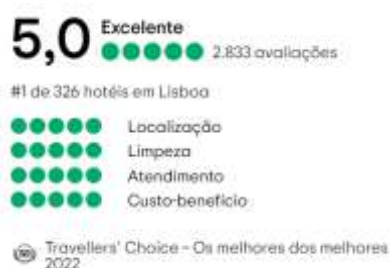 5,0
Excelente
2.833 avaliações
#1 de 326 hotéis em Lisboa
Localização
Limpeza
Atendimento
Custo-benefício
Travellers' Choice – Os melhores dos melhores
2022